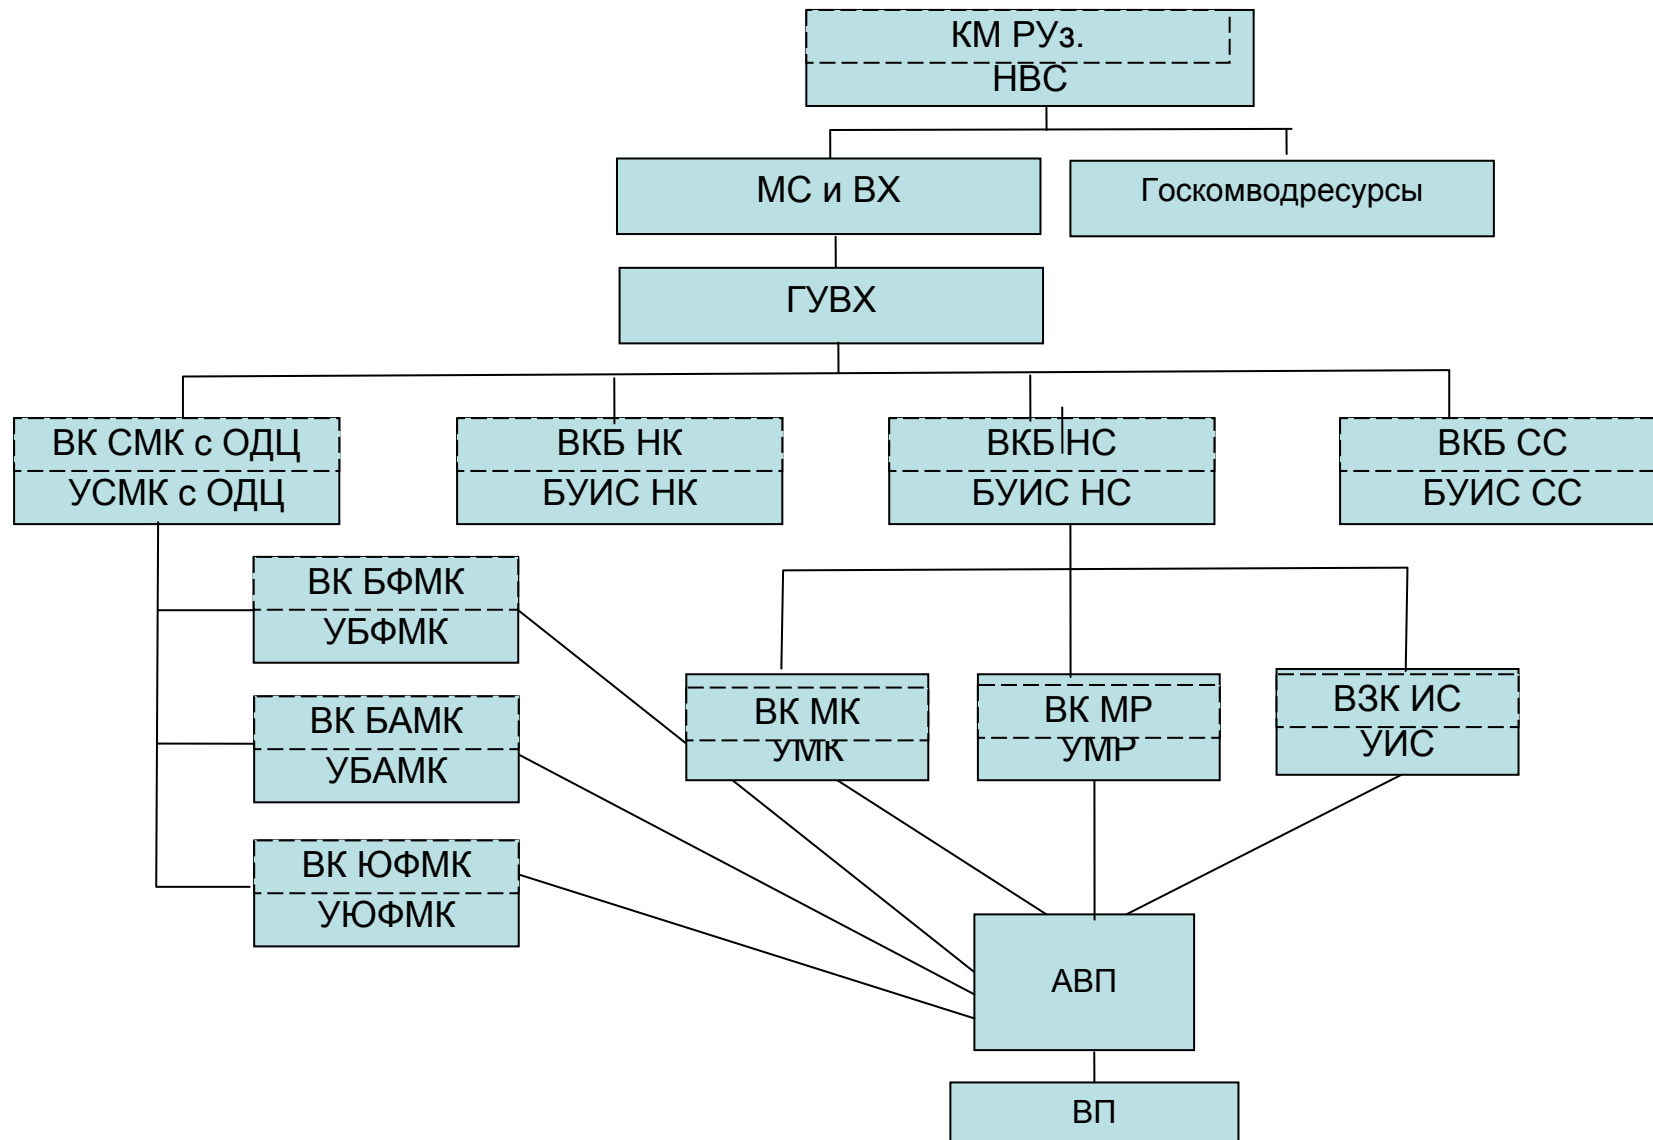 КМ РУз.
НВС
МС и ВХ
Госкомводресурсы
ГУВХ
ВК СМК с ОДЦ
УСМК с ОДЦ
ВКБ НК
БУИС НК
ВКБ НС
БУИС НС
ВКБ СС
БУИС СС
ВК БФМК
УБФМК
ВК БАМК
УБАМК
ВК ЮФМК
УЮФМК
ВК МК
УМК
ВК МР
УМР
ВЗК ИС
УИС
АВП
ВП